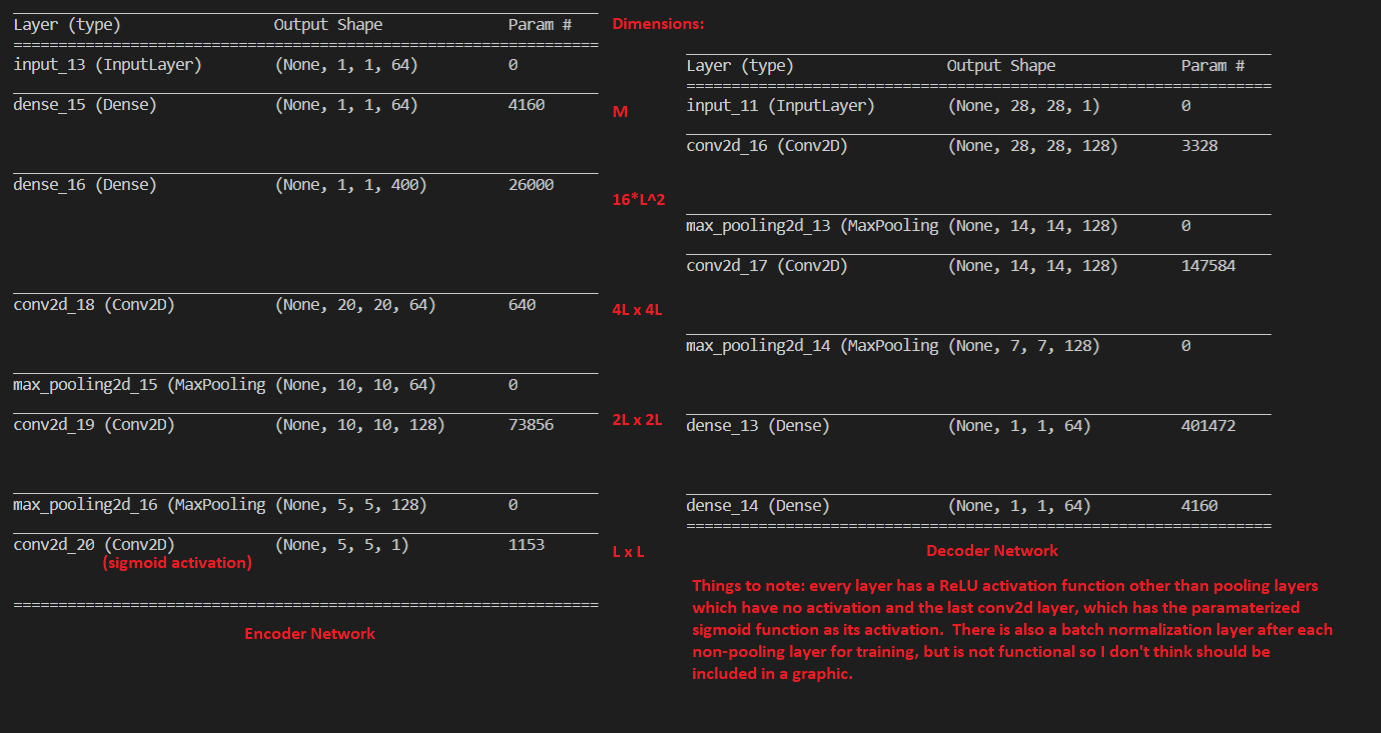 Layer (type) Output Shape Param #
=================================================================
input_13 (InputLayer) (None, 1, 1, 64) 0
dense_15 (Dense) (None, 1, 1, 64) 4160
dense_16 (Dense) (None, 1, 1, 400) 26000
conv2d_18 (Conv2D) (None, 20, 20, 64) 640
max_pooling2d_15 (MaxPooling (None, 10, 10, 64) 0
conv2d_19 (Conv2D) (None, 10, 10, 128) 73856
max_pooling2d_16 (MaxPooling (None, 5, 5, 128) 0
conv2d_20 (Conv2D) (None, 5, 5, 1) 1153
(sigmoid activation)
=================================================================
Encoder Network
Dimensions:
M
16*L^2
4L x 4L
2L x 2L
L x L
Layer (type) Output Shape Param #
=================================================================
input_11 (InputLayer) (None, 28, 28, 1) 0
conv2d_16 (Conv2D) (None, 28, 28, 128) 3328
max_pooling2d_13 (MaxPooling (None, 14, 14, 128) 0
conv2d_17 (Conv2D) (None, 14, 14, 128) 147584
max_pooling2d_14 (MaxPooling (None, 7, 7, 128) 0
dense_13 (Dense) (None, 1, 1, 64) 401472
dense_14 (Dense) (None, 1, 1, 64) 4160
=================================================================
Decoder Network
Things to note: every layer has a ReLU activation function other than pooling layers
which have no activation and the last conv2d layer, which has the paramaterized
sigmoid function as its activation. There is also a batch normalization layer after each
non-pooling layer for training, but is not functional so I don't think should be
included in a graphic.